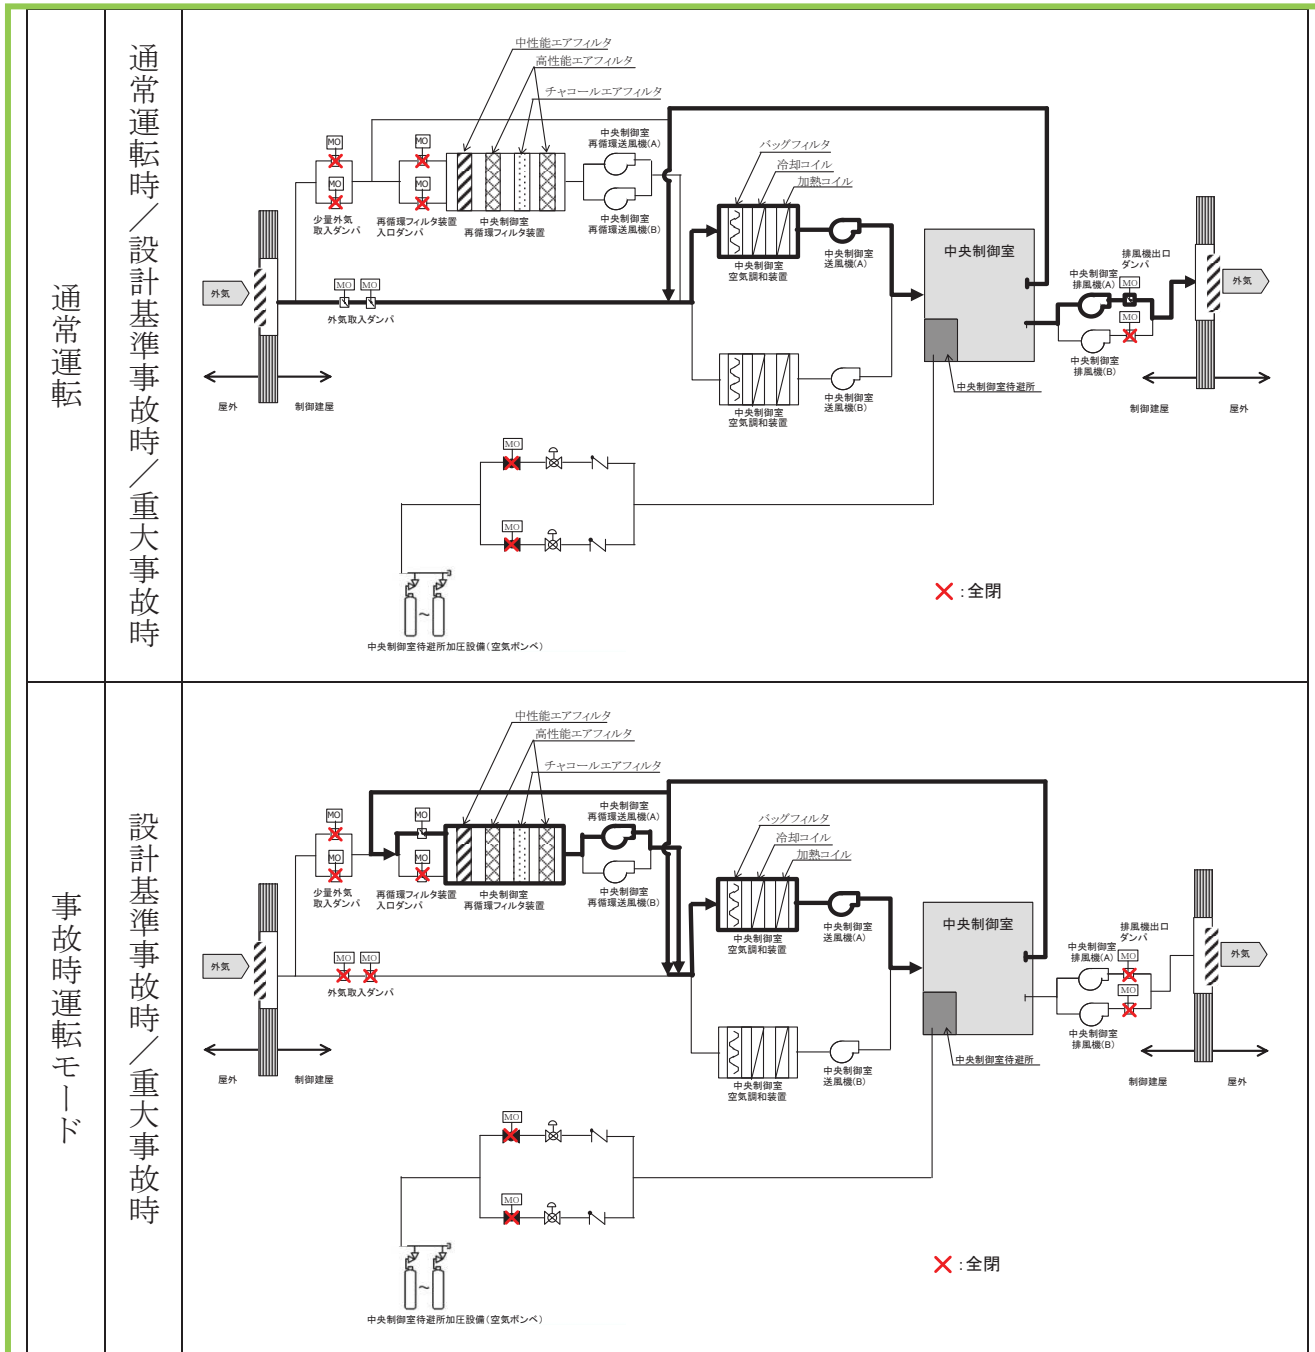 通常運転
通常運転時／設計基準事故時／重大事故時
中性能エアフィルタ
高性能エアフィルタ
チャコールエアフィルタ
MO
MO
MO
MO
少量外気
取入ダンパ
再循環フィルタ装置
入口ダンパ
中央制御室
再循環フィルタ装置
中央制御室
再循環送風機(A)
中央制御室
再循環送風機(B)
バッグフィルタ
冷却コイル
加熱コイル
中央制御室
空気調和装置
中央制御室
送風機(A)
中央制御室
排風機出口
ダンパ
中央制御室
排風機(A)
MO
MO
中央制御室
排風機(B)
外気
外気
MO
MO
外気取入ダンパ
屋外
制御建屋
中央制御室
空気調和装置
中央制御室
送風機(B)
中央制御室待避所
制御建屋
屋外
MO
MO
～
中央制御室待避所加圧設備(空気ボンベ)
：全閉
事故時運転モード
設計基準事故時／重大事故時
中性能エアフィルタ
高性能エアフィルタ
チャコールエアフィルタ
MO
MO
MO
MO
少量外気
取入ダンパ
再循環フィルタ装置
入口ダンパ
中央制御室
再循環フィルタ装置
中央制御室
再循環送風機(A)
中央制御室
再循環送風機(B)
バッグフィルタ
冷却コイル
加熱コイル
中央制御室
空気調和装置
中央制御室
送風機(A)
中央制御室
排風機出口
ダンパ
中央制御室
排風機(A)
MO
MO
中央制御室
排風機(B)
外気
外気
MO
MO
外気取入ダンパ
屋外
制御建屋
中央制御室
空気調和装置
中央制御室
送風機(B)
中央制御室待避所
制御建屋
屋外
MO
MO
～
中央制御室待避所加圧設備(空気ボンベ)
：全閉